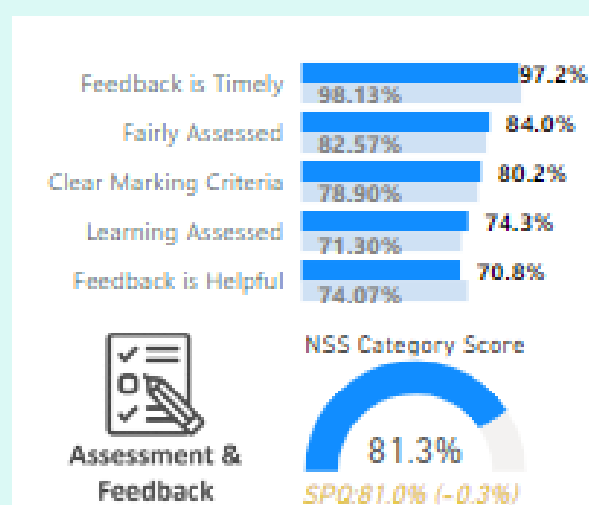 Feedback is Timely 97.2%
98.13%
Fairly Assessed 84.0%
82.57%
Clear Marking Criteria 80.2%
78.90%
Learning Assessed 74.3%
71.30%
Feedback is Helpful 70.8%
74.07%
NSS Category Score
81.3%
SPQ:81.0% (-0.3%)
Assessment &
Feedback